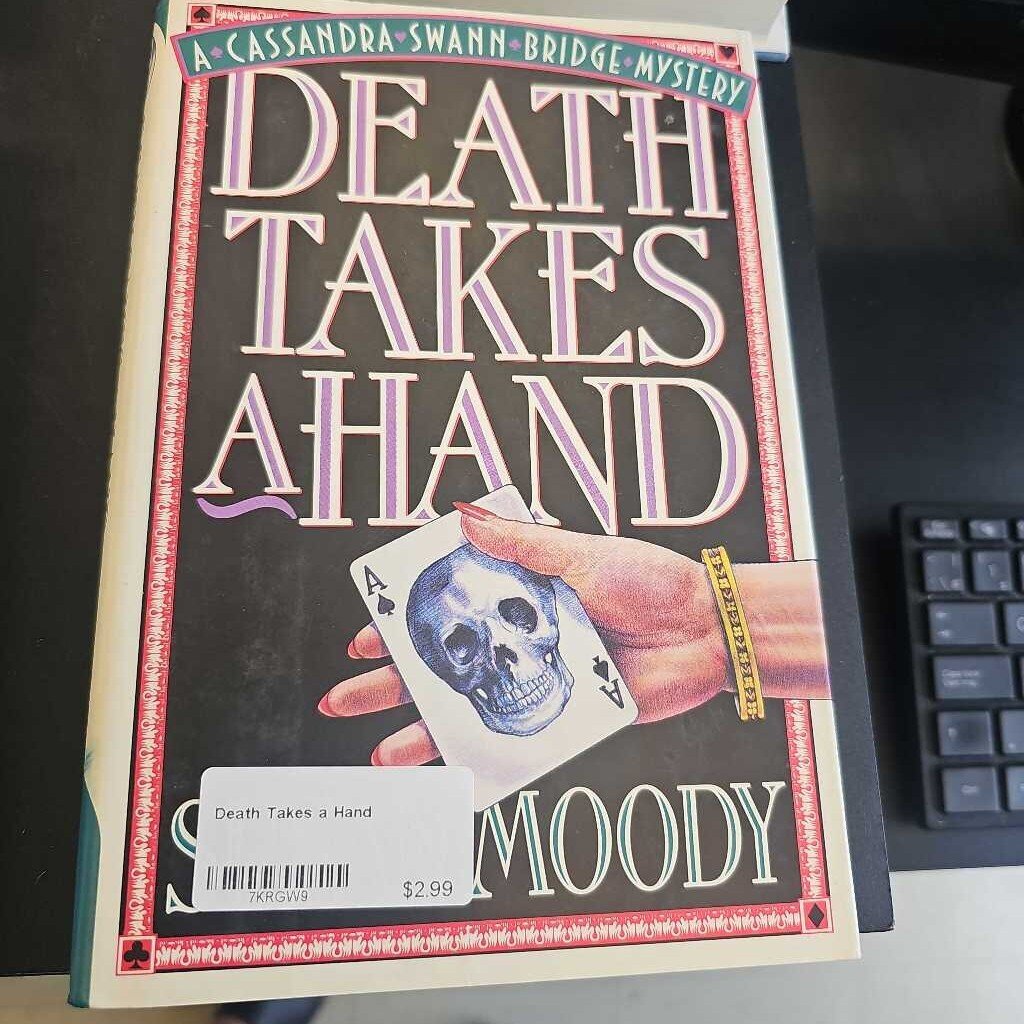 A CASSANDRA SWANN BRIDGE MYSTERY
DEATH
TAKES
A HAND
A
A
MOODY
Death Takes a Hand
7KRGW9
$2.99